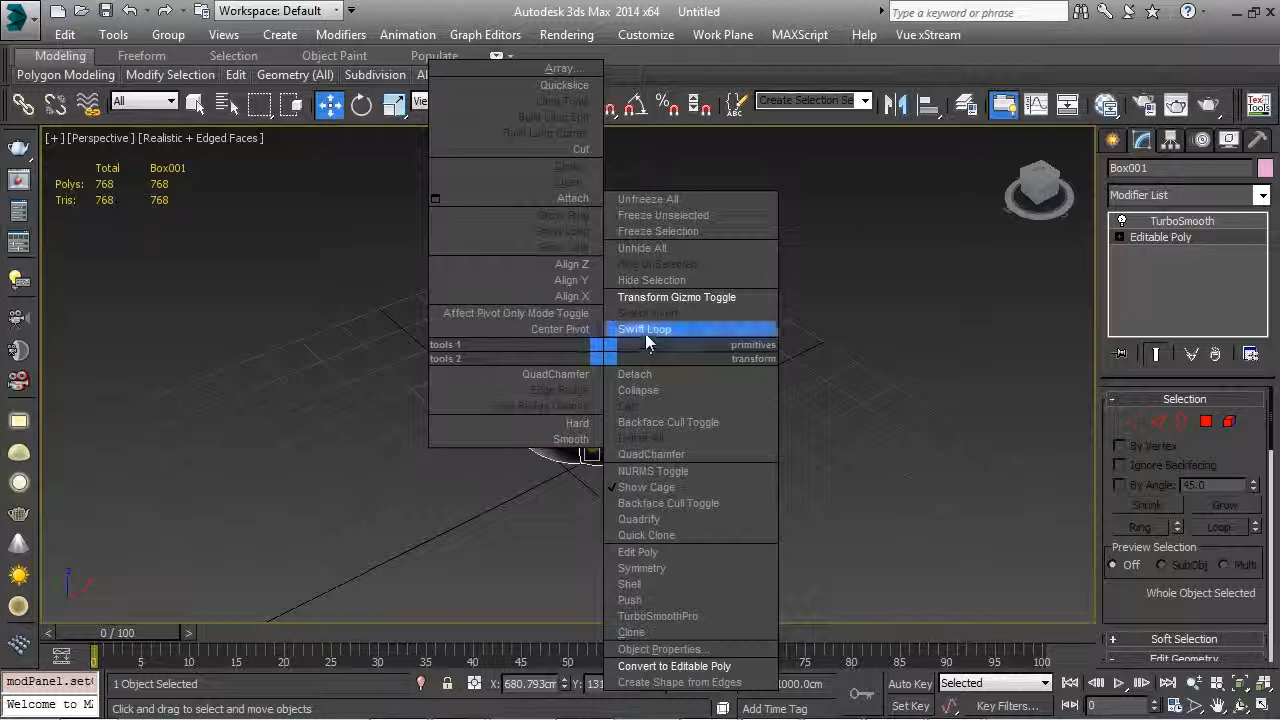 Workspace: Default
Autodesk 3ds Max 2014 x64
Untitled
Type a keyword or phrase
Edit
Tools
Group
Views
Create
Modifiers
Animation
Graph Editors
Rendering
Customize
Work Plane
MAXScript
Help
Vue xStream
Modeling
Freeform
Selection
Object Paint
Populate
Polygon Modeling
Modify Selection
Edit
Geometry (All)
Subdivision
All
Create Selection Se
TexTools
[ + ] [Perspective ] [Realistic + Edged Faces ]
Total
Box001
Polys: 768 768
Tris: 768 768
Array...
Quickslice
Cut
Attach
Align Z
Align Y
Align X
Affect Pivot Only Mode Toggle
Center Pivot
tools 1
tools 2
QuadChamfer
Hard
Smooth
Unfreeze All
Freeze Unselected
Freeze Selection
Unhide All
Hide Selection
Transform Gizmo Toggle
Swift Loop
primitives
transform
Detach
Collapse
Backface Cull Toggle
QuadChamfer
NURMS Toggle
Show Cage
Backface Cull Toggle
Quadrify
Quick Clone
Edit Poly
Symmetry
Shell
Push
TurboSmoothPro
Clone
Object Properties...
Convert to Editable Poly
Create Shape from Edges
Box001
Modifier List
TurboSmooth
Editable Poly
Selection
By Vertex
Ignore Backfacing
By Angle: 45.0
Shrink
Grow
Ring
Loop
Preview Selection
Off
SubObj
Multi
Whole Object Selected
Soft Selection
Edit Geometry
0 / 100
0
5
10
15
20
25
30
35
40
45
50
55
60
65
70
75
80
85
90
95
100
modPanel.set
Welcome to M
1 Object Selected
Click and drag to select and move objects
X: 680.793cm
Add Time Tag
Auto Key
Selected
Set Key
Key Filters...
0